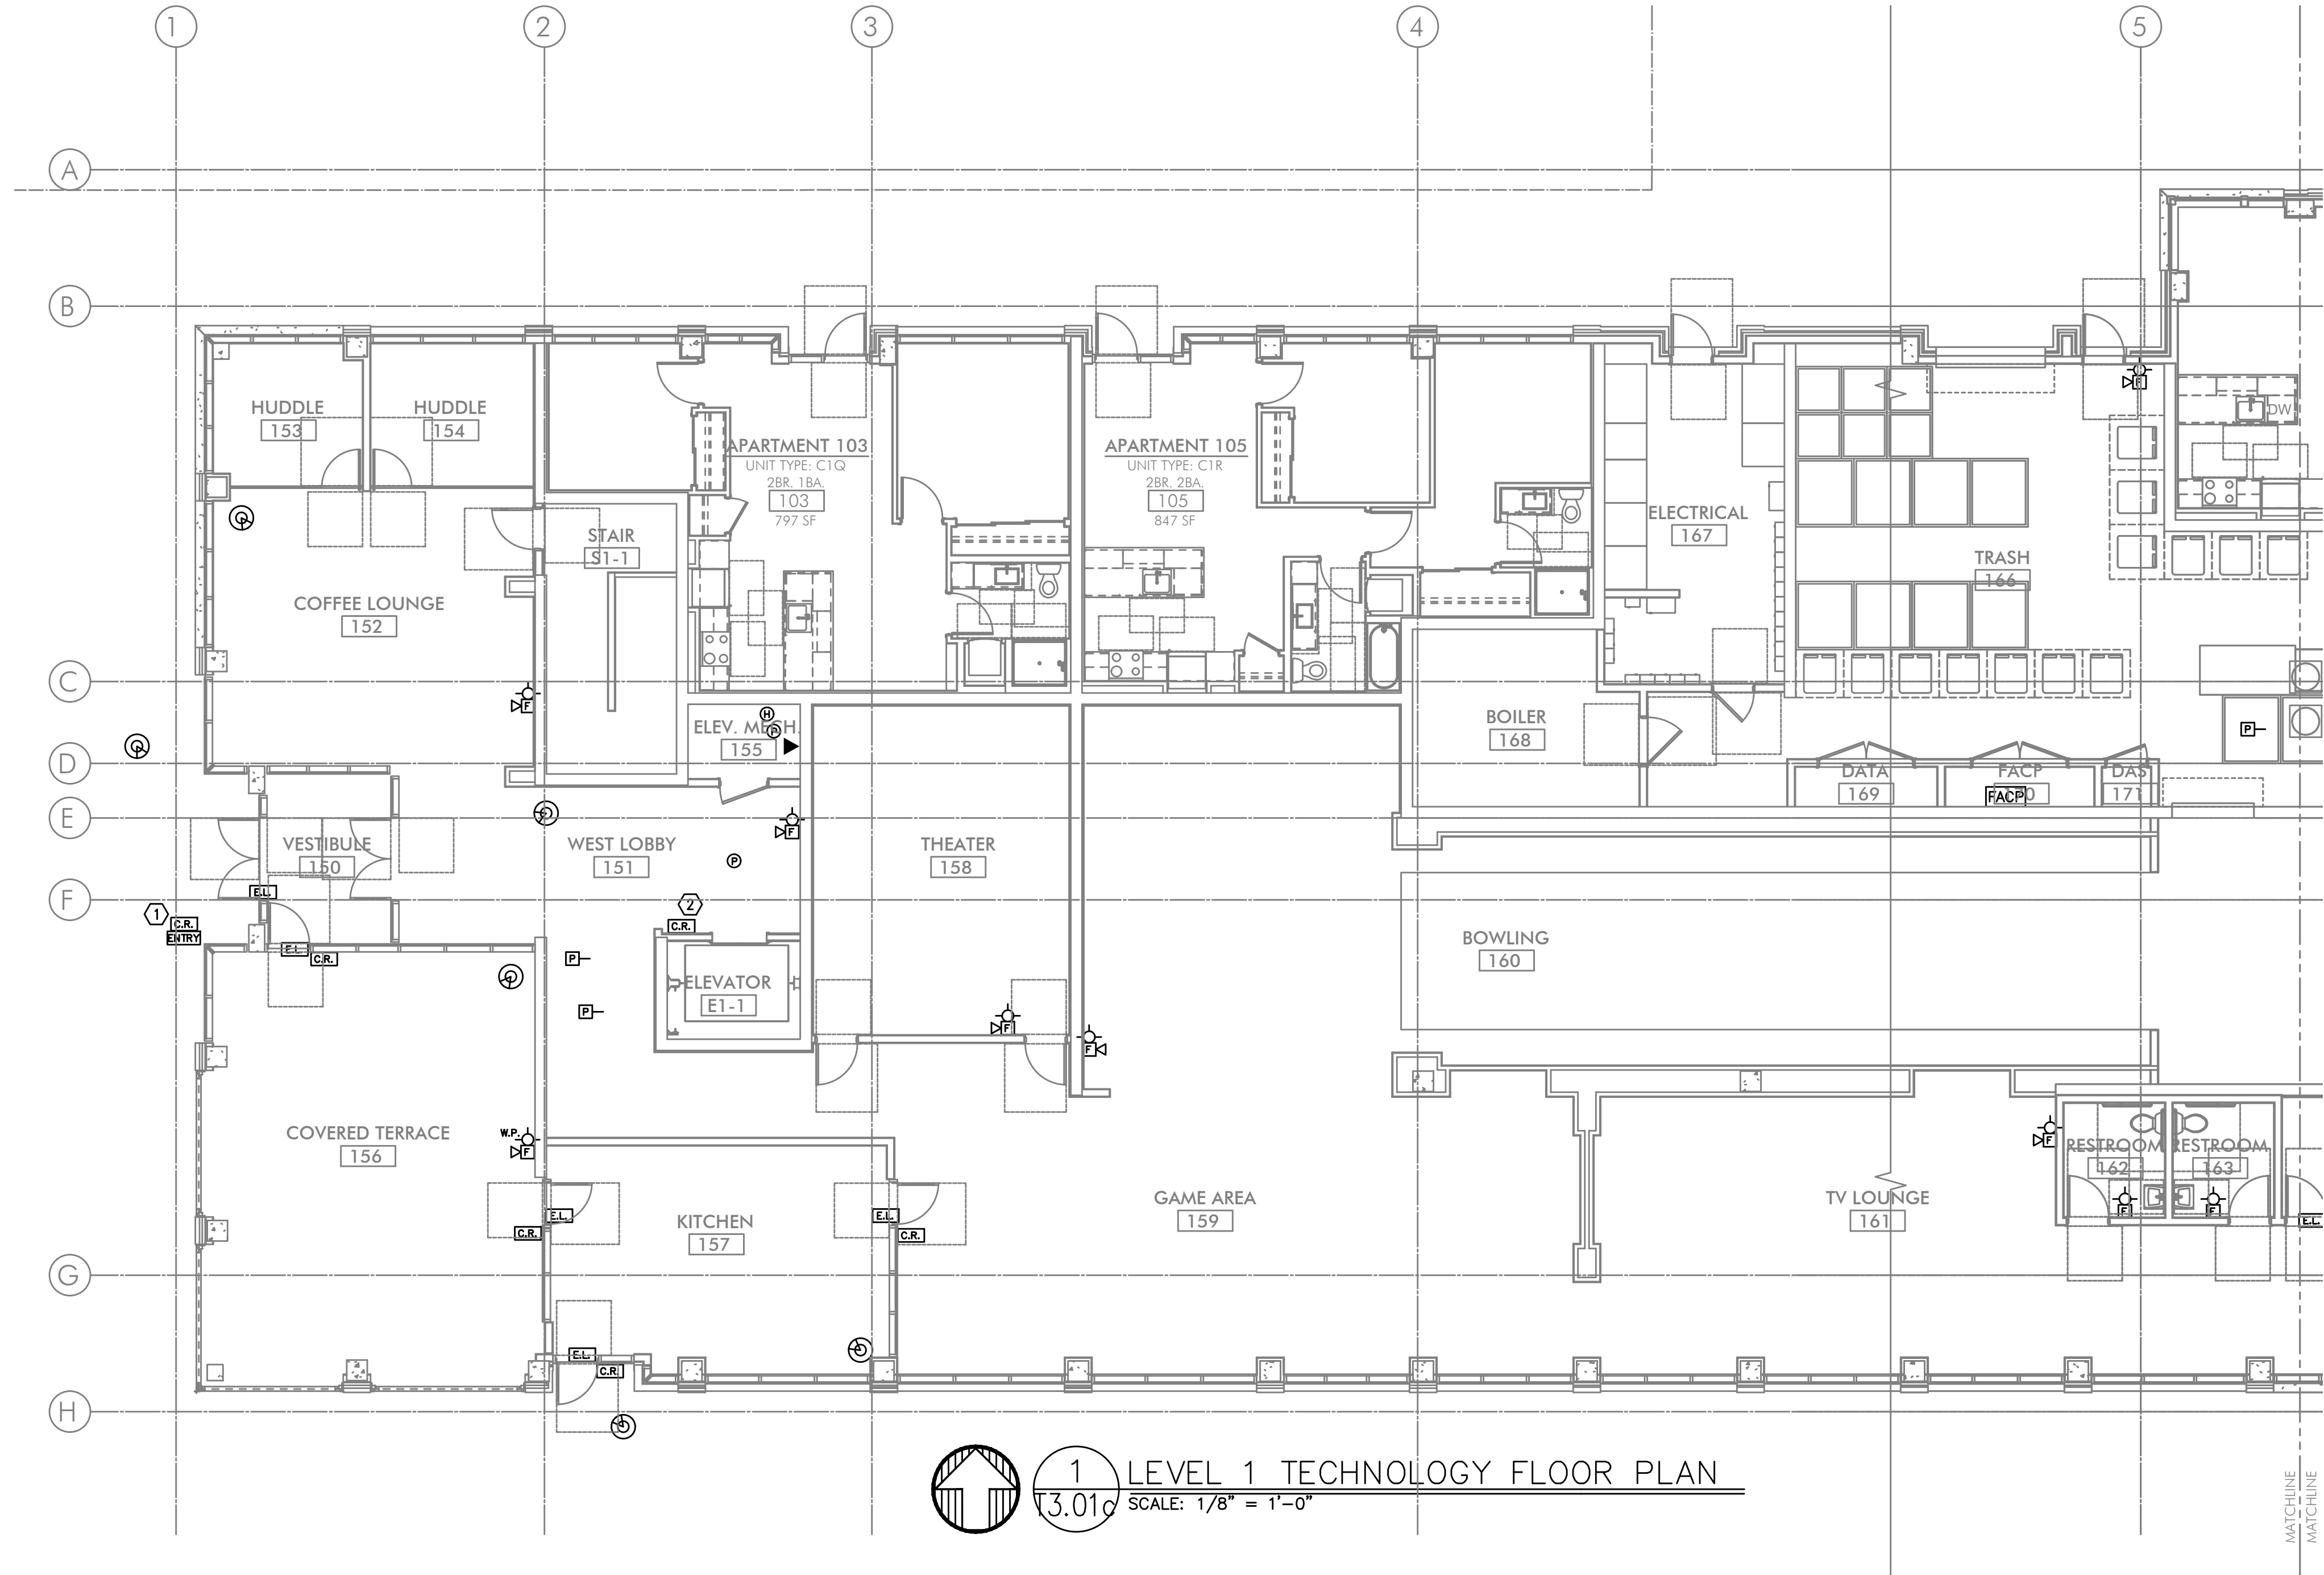 1
2
3
4
5
A
B
C
D
E
F
G
H
HUDDLE
153
HUDDLE
154
APARTMENT 103
UNIT TYPE: C1Q
2BR. 1BA.
103
797 SF
APARTMENT 105
UNIT TYPE: C1R
2BR. 2BA.
105
847 SF
F
DW
STAIR
S1-1
ELECTRICAL
167
TRASH
166
COFFEE LOUNGE
152
F
H
P
ELEV. MECH.
155
BOILER
168
P
DATA
169
FACP
FACP
DAS
171
VESTIBULE
150
E.L.
WEST LOBBY
151
F
P
THEATER
158
1
C.R.
ENTRY
E.L.
C.R.
2
C.R.
P
P
ELEVATOR
E1-1
F
F
BOWLING
160
COVERED TERRACE
156
W.P.
F
F
RESTROOM
162
RESTROOM
163
F
F
E.L.
E.L.
C.R.
KITCHEN
157
E.L.
C.R.
GAME AREA
159
TV LOUNGE
161
E.L.
C.R.
1
T3.01c
LEVEL 1 TECHNOLOGY FLOOR PLAN
SCALE: 1/8" = 1'-0"
MATCHLINE
MATCHLINE